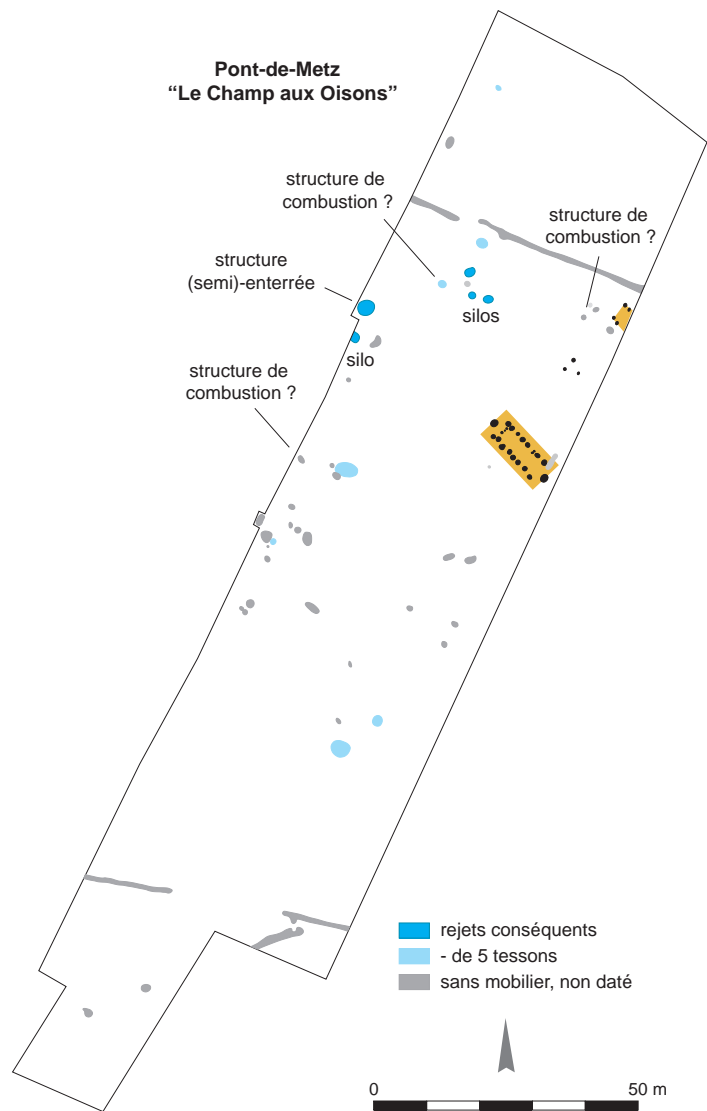 Pont-de-Metz
“Le Champ aux Oisons”
structure de
combustion ?
structure de
combustion ?
structure
(semi)-enterrée
silos
silo
structure de
combustion ?
rejets conséquents
- de 5 tessons
sans mobilier, non daté
0
50 m